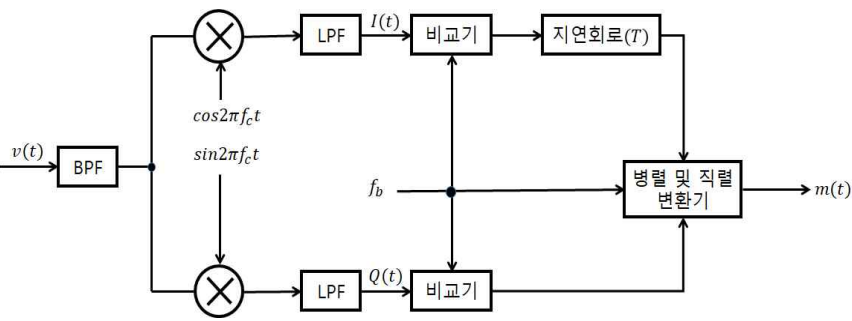 LPF
I(t)
비교기
지연회로(T)
cos2πf_ct
sin2πf_ct
v(t)
BPF
f_b
병렬 및 직렬
변환기
m(t)
LPF
Q(t)
비교기